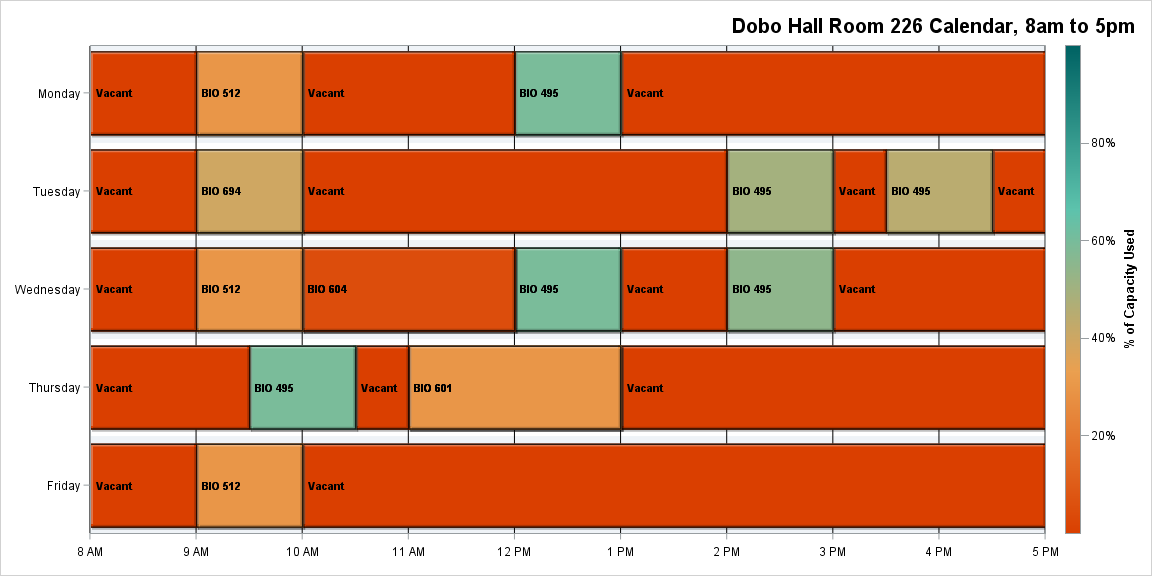 Dobo Hall Room 226 Calendar, 8am to 5pm
Monday
Vacant
BIO 512
Vacant
BIO 495
Vacant
Tuesday
Vacant
BIO 694
Vacant
BIO 495
Vacant
BIO 495
Vacant
Wednesday
Vacant
BIO 512
BIO 604
BIO 495
Vacant
BIO 495
Vacant
Thursday
Vacant
BIO 495
Vacant
BIO 601
Vacant
Friday
Vacant
BIO 512
Vacant
8 AM
9 AM
10 AM
11 AM
12 PM
1 PM
2 PM
3 PM
4 PM
5 PM
80%
60%
40%
20%
% of Capacity Used